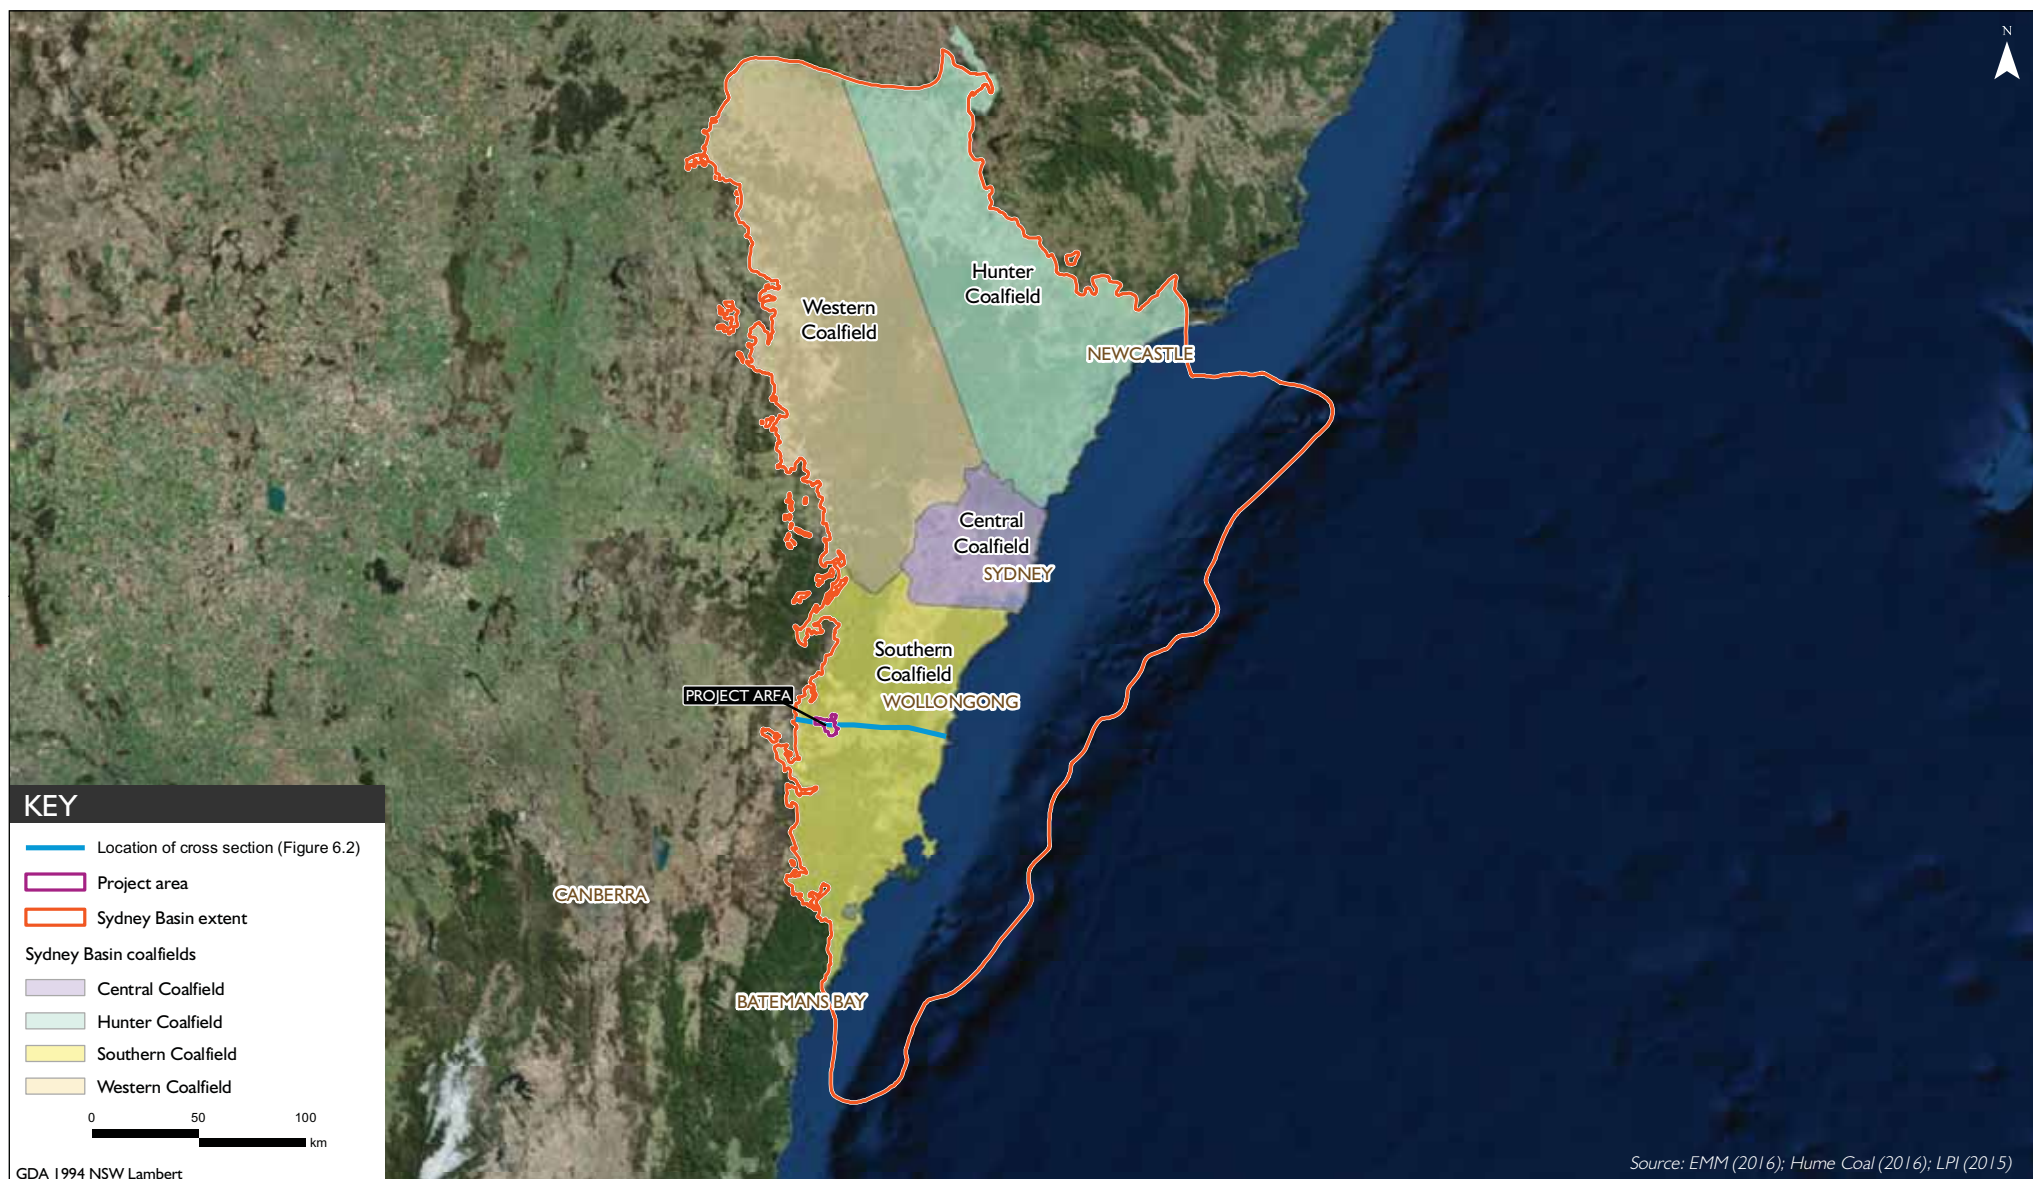 N
Hunter
Coalfield
Western
Coalfield
NEWCASTLE
Central
Coalfield
SYDNEY
Southern
Coalfield
PROJECT AREA
WOLLONGONG
CANBERRA
BATEMANS BAY
KEY
Location of cross section (Figure 6.2)
Project area
Sydney Basin extent
Sydney Basin coalfields
Central Coalfield
Hunter Coalfield
Southern Coalfield
Western Coalfield
0 50 100
km
GDA 1994 NSW Lambert
Source: EMM (2016); Hume Coal (2016); LPI (2015)